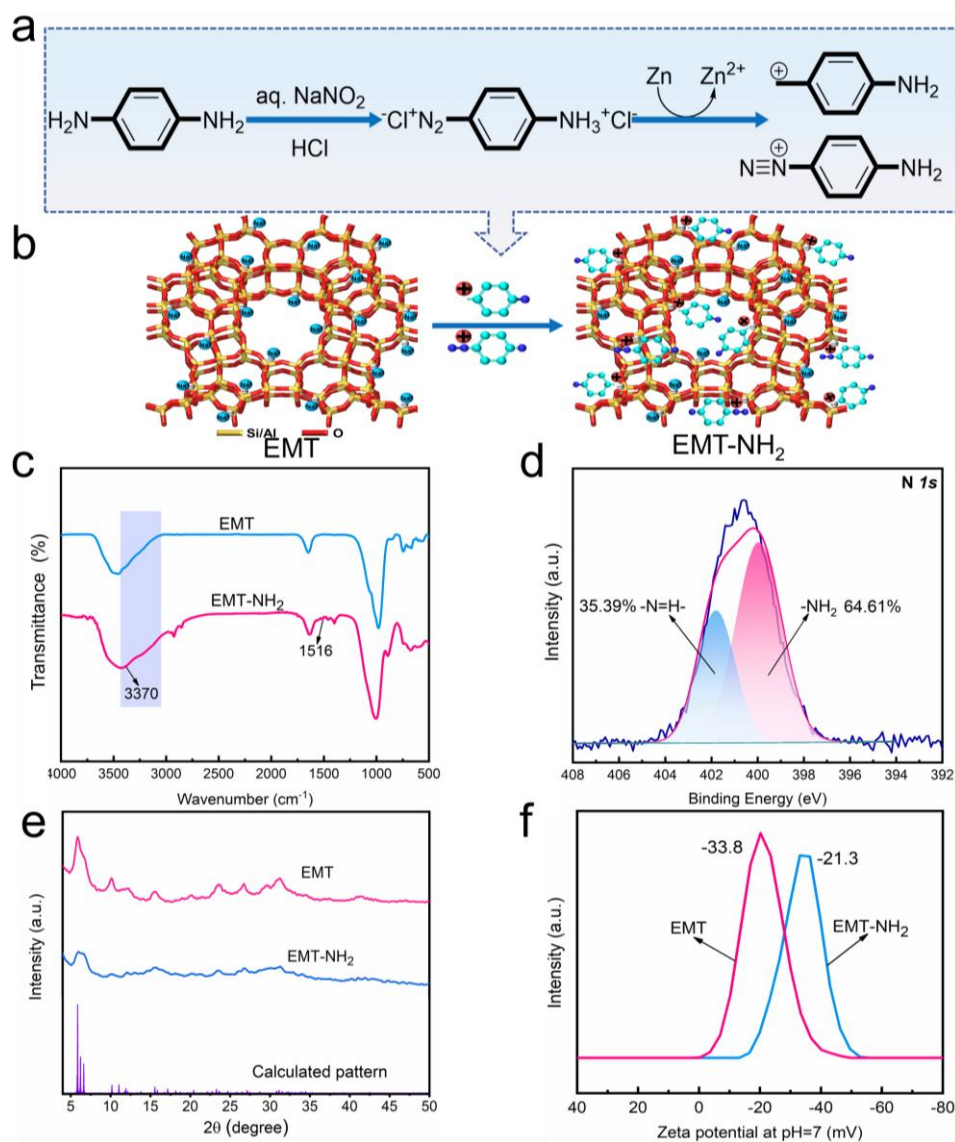 a
H₂N
NH₂
aq. NaNO₂
HCl
⁻Cl⁺N₂
NH₃⁺Cl⁻
Zn
Zn²⁺
⊕
NH₂
⊕
N≡N
NH₂
b
Si/Al
O
EMT
EMT-NH₂
c
EMT
EMT-NH₂
1516
3370
Transmittance (%)
4000 3500 3000 2500 2000 1500 1000 500
Wavenumber (cm⁻¹)
d
N 1s
35.39% -N=H-
-NH₂ 64.61%
Intensity (a.u.)
408 406 404 402 400 398 396 394 392
Binding Energy (eV)
e
EMT
EMT-NH₂
Calculated pattern
Intensity (a.u.)
5 10 15 20 25 30 35 40 45 50
2θ (degree)
f
-33.8
-21.3
EMT
EMT-NH₂
Intensity (a.u.)
40 20 0 -20 -40 -60 -80
Zeta potential at pH=7 (mV)